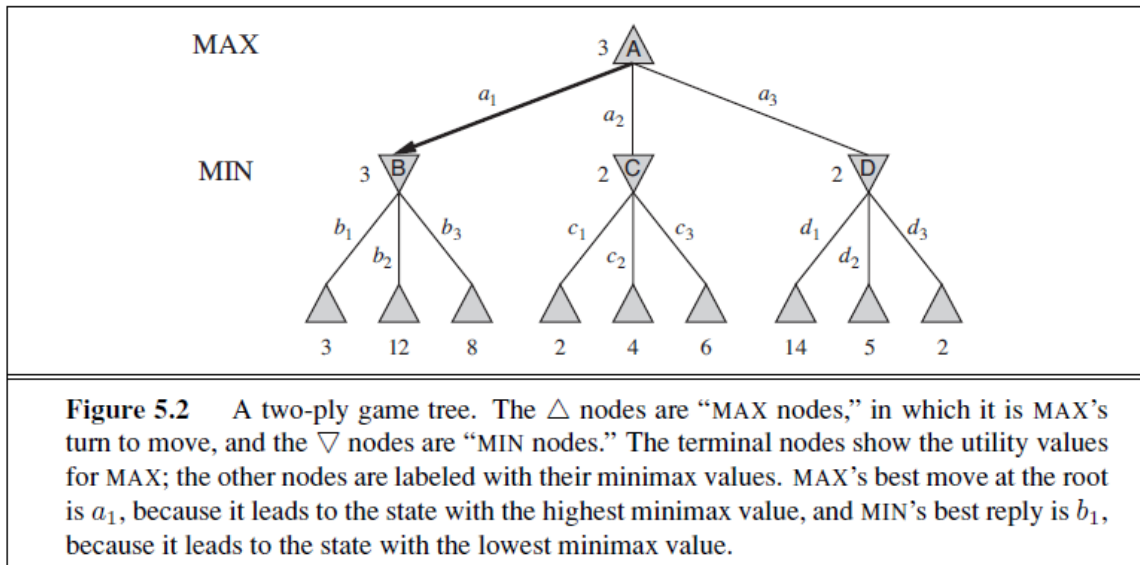 MAX
3 A
a1 a2 a3
MIN
3 B 2 C 2 D
b1 b2 b3 c1 c2 c3 d1 d2 d3
3 12 8 2 4 6 14 5 2
Figure 5.2 A two-ply game tree. The △ nodes are “MAX nodes,” in which it is MAX’s
turn to move, and the ▽ nodes are “MIN nodes.” The terminal nodes show the utility values
for MAX; the other nodes are labeled with their minimax values. MAX’s best move at the root
is a1, because it leads to the state with the highest minimax value, and MIN’s best reply is b1,
because it leads to the state with the lowest minimax value.